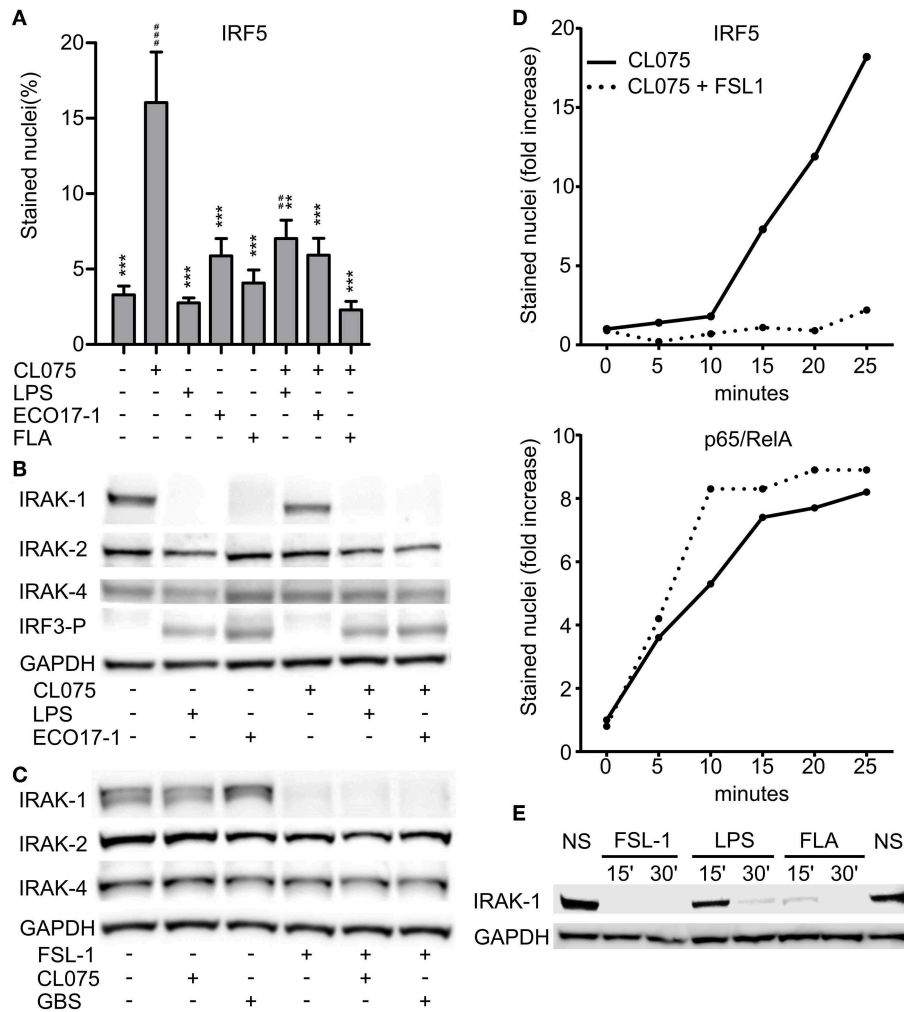 A
IRF5
Stained nuclei(%)
20
15
10
5
0
***
###
***
***
***
##
**
***
***
CL075 - + - - - + + +
LPS - - + - - + - -
ECO17-1 - - - + - - + -
FLA - - - - + - - +
B
IRAK-1
IRAK-2
IRAK-4
IRF3-P
GAPDH
CL075 - - - + + +
LPS - + - - + -
ECO17-1 - - + - - +
C
IRAK-1
IRAK-2
IRAK-4
GAPDH
FSL-1 - - - + + +
CL075 - + - - + -
GBS - - + - - +
D
IRF5
CL075
CL075 + FSL1
Stained nuclei (fold increase)
20
15
10
5
0
0 5 10 15 20 25
minutes
p65/RelA
Stained nuclei (fold increase)
10
8
6
4
2
0
0 5 10 15 20 25
minutes
E
NS FSL-1 LPS FLA NS
15' 30' 15' 30' 15' 30'
IRAK-1
GAPDH